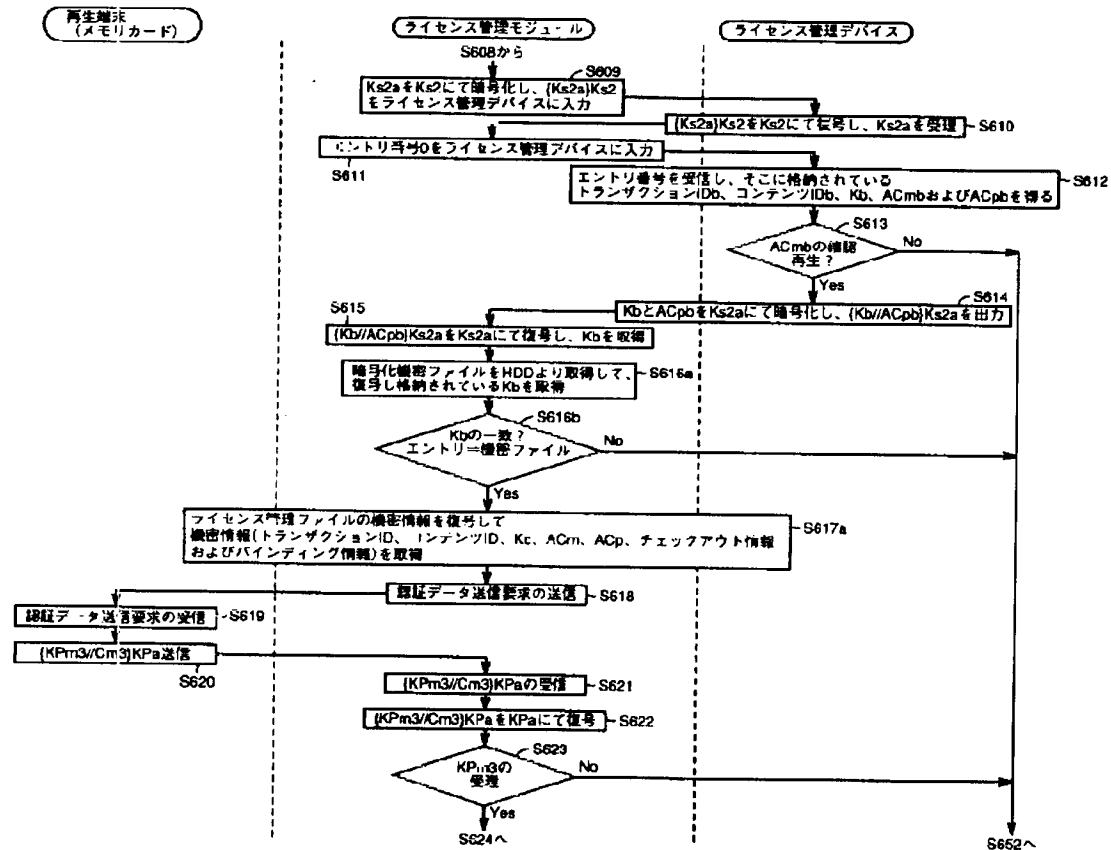 再生端末
(メモリカード)
ライセンス管理モジュール
ライセンス管理デバイス
S608から
S609
Ks2aをKs2にて暗号化し、{Ks2a}Ks2
をライセンス管理デバイスに入力
{Ks2a}Ks2をKs2にて復号し、Ks2aを受理
S610
エントリ番号0をライセンス管理デバイスに入力
S611
エントリ番号を受信し、そこに格納されている
トランザクションIDb、コンテンツIDb、Kb、ACmbおよびACpbを得る
S612
S613
ACmbの確認
再生?
No
Yes
S614
KbとACpbをKs2aにて暗号化し、{Kb//ACpb}Ks2aを出力
S615
{Kb//ACpb}Ks2aをKs2aにて復号し、Kbを取得
暗号化機密ファイルをHDDより取得して、
復号し格納されているKbを取得
S616a
S616b
Kbの一致?
エントリ=機密ファイル
No
Yes
ライセンス管理ファイルの機密情報を復号して
機密情報(トランザクションID、コンテンツID、Kc、ACm、ACp、チェックアウト情報
およびバインディング情報)を取得
S617a
認証データ送信要求の送信
S618
認証データ送信要求の受信
S619
{KPm3//Cm3}KPa送信
S620
{KPm3//Cm3}KPaの受信
S621
{KPm3//Cm3}KPaをKPaにて復号
S622
S623
KPm3の
受理
No
Yes
S624へ
S652へ